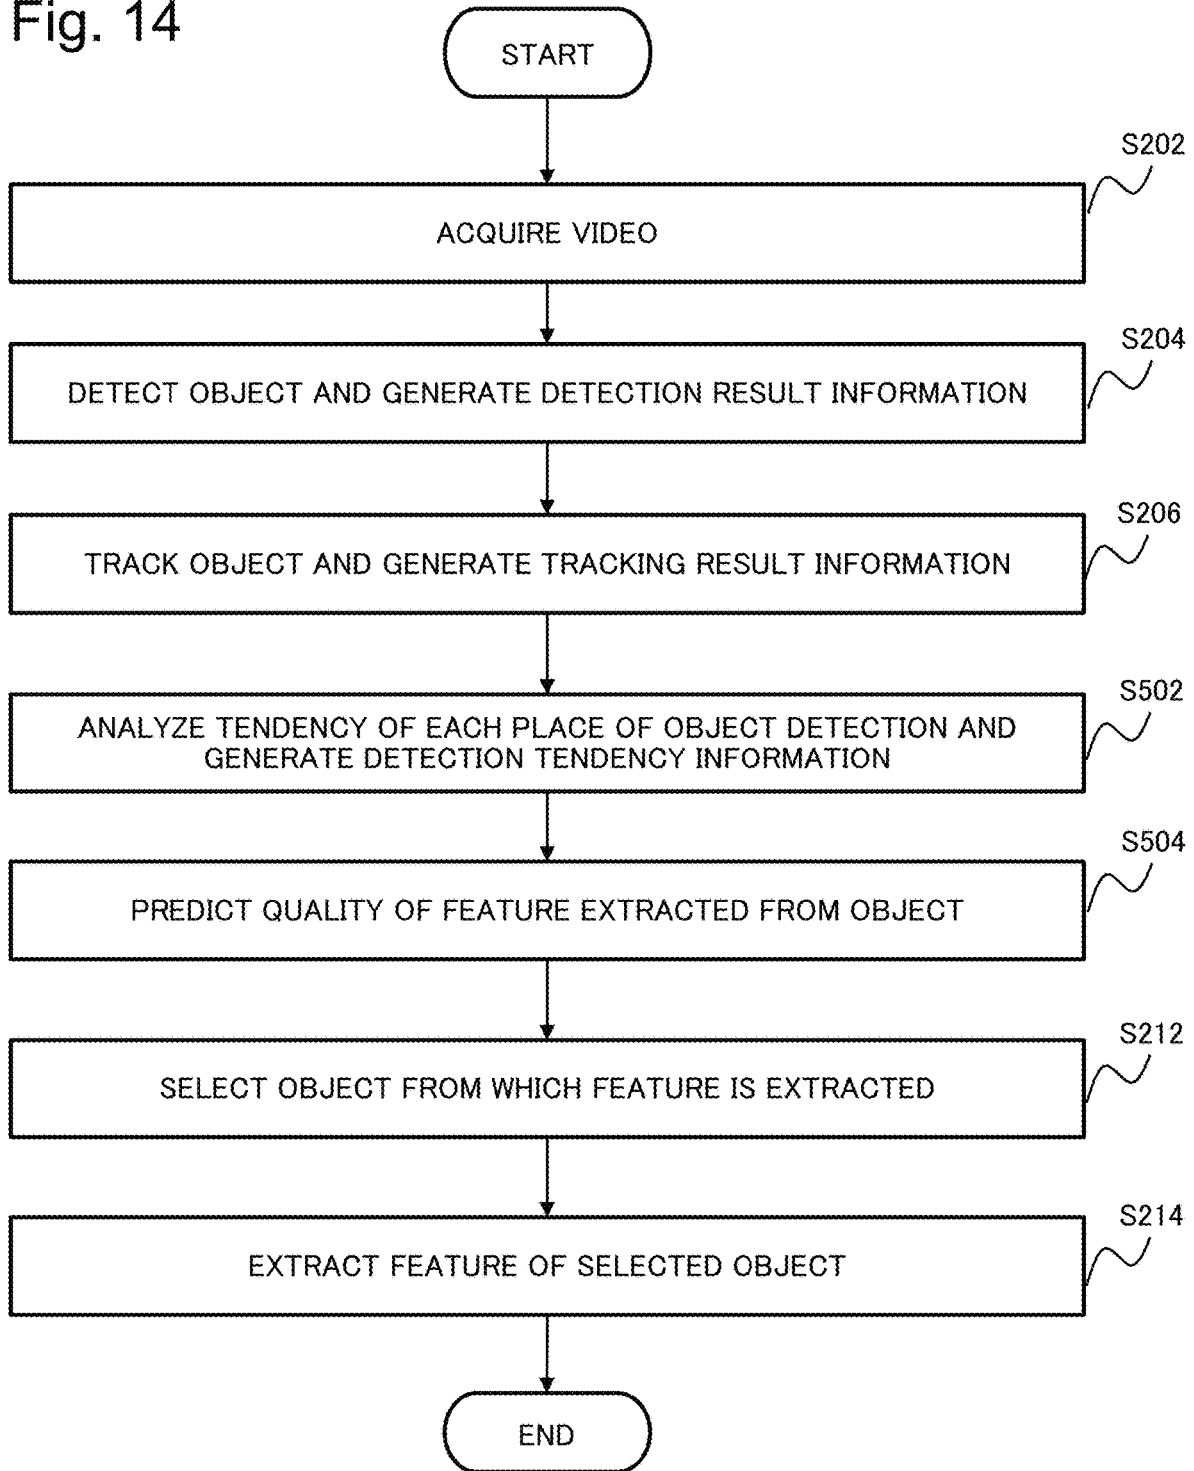 Fig. 14
START
S202
ACQUIRE VIDEO
S204
DETECT OBJECT AND GENERATE DETECTION RESULT INFORMATION
S206
TRACK OBJECT AND GENERATE TRACKING RESULT INFORMATION
S502
ANALYZE TENDENCY OF EACH PLACE OF OBJECT DETECTION AND
GENERATE DETECTION TENDENCY INFORMATION
S504
PREDICT QUALITY OF FEATURE EXTRACTED FROM OBJECT
S212
SELECT OBJECT FROM WHICH FEATURE IS EXTRACTED
S214
EXTRACT FEATURE OF SELECTED OBJECT
END